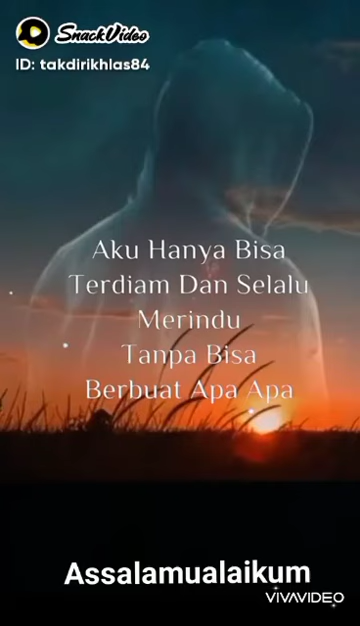 SnackVideo
ID: takdirikhlas84
Aku Hanya Bisa
Terdiam Dan Selalu
Merindu
Tanpa Bisa
Berbuat Apa Apa
Assalamualaikum
VIVAVIDEO